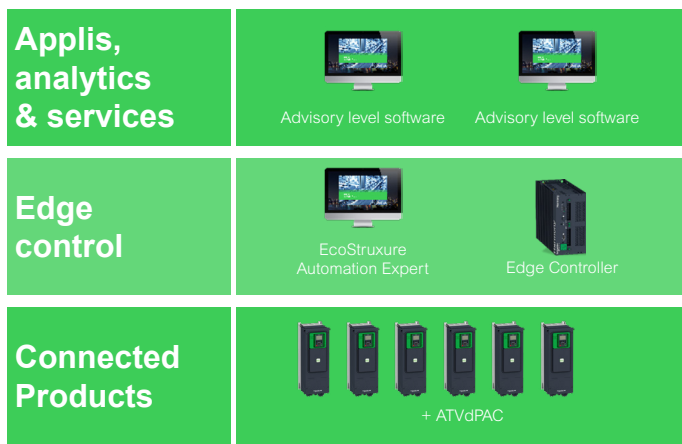 Applis,
analytics
& services
Advisory level software
Advisory level software
Edge
control
EcoStruxure
Automation Expert
Edge Controller
Connected
Products
+ ATVdPAC